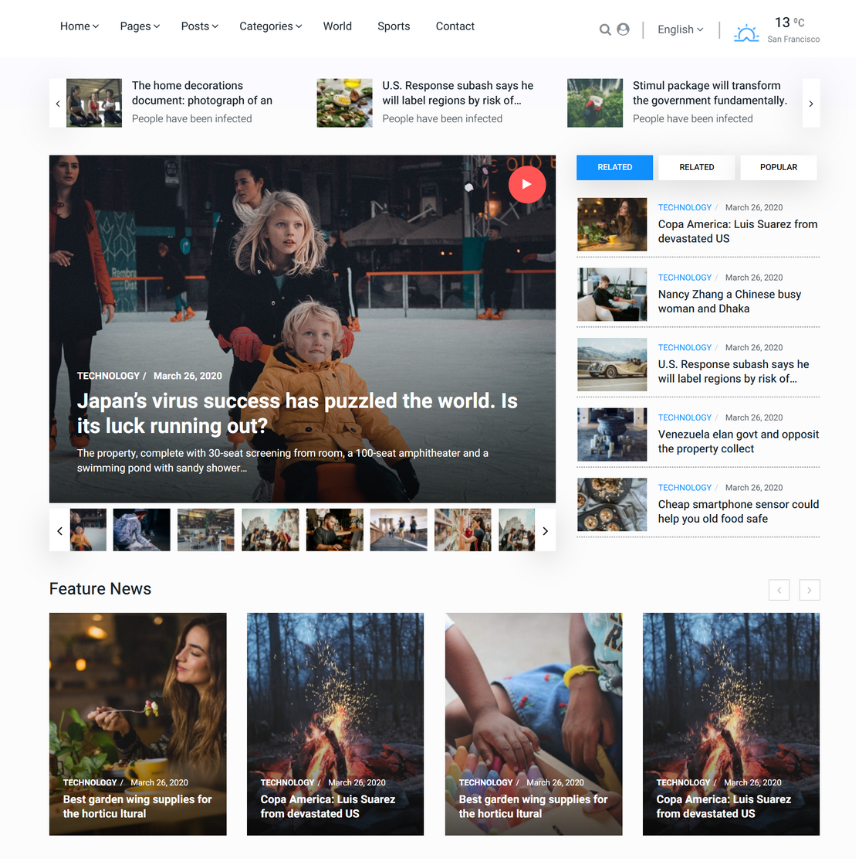 Home Pages Posts Categories World Sports Contact English 13 °C
San Francisco
The home decorations
document: photograph of an
People have been infected
U.S. Response subash says he
will label regions by risk of...
People have been infected
Stimul package will transform
the government fundamentally.
People have been infected
TECHNOLOGY / March 26, 2020
Japan's virus success has puzzled the world. Is
its luck running out?
The property, complete with 30-seat screening from room, a 100-seat amphitheater and a
swimming pond with sandy shower...
RELATED RELATED POPULAR
TECHNOLOGY / March 26, 2020
Copa America: Luis Suarez from
devastated US
TECHNOLOGY / March 26, 2020
Nancy Zhang a Chinese busy
woman and Dhaka
TECHNOLOGY / March 26, 2020
U.S. Response subash says he
will label regions by risk of...
TECHNOLOGY / March 26, 2020
Venezuela elan govt and opposit
the property collect
TECHNOLOGY / March 26, 2020
Cheap smartphone sensor could
help you old food safe
Feature News
TECHNOLOGY / March 26, 2020
Best garden wing supplies for
the horticu ltural
TECHNOLOGY / March 26, 2020
Copa America: Luis Suarez
from devastated US
TECHNOLOGY / March 26, 2020
Best garden wing supplies for
the horticu ltural
TECHNOLOGY / March 26, 2020
Copa America: Luis Suarez
from devastated US